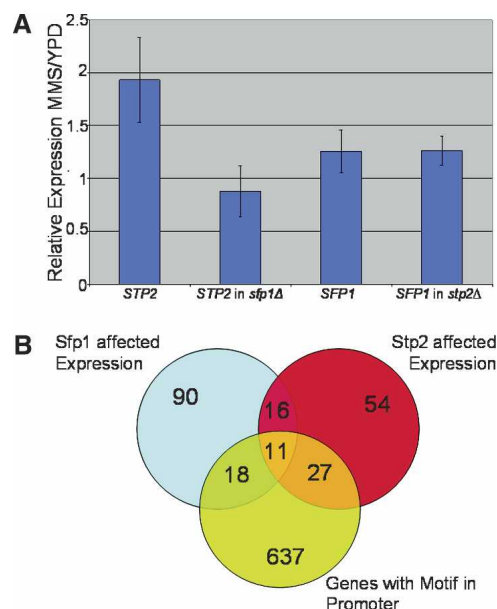 A
Relative Expression MMS/YPD
2.5
2
1.5
1
0.5
0
STP2
STP2 in sfp1Δ
SFP1
SFP1 in stp2Δ
B
Sfp1 affected
Expression
Stp2 affected
Expression
90
16
54
11
18
27
637
Genes with Motif in
Promoter